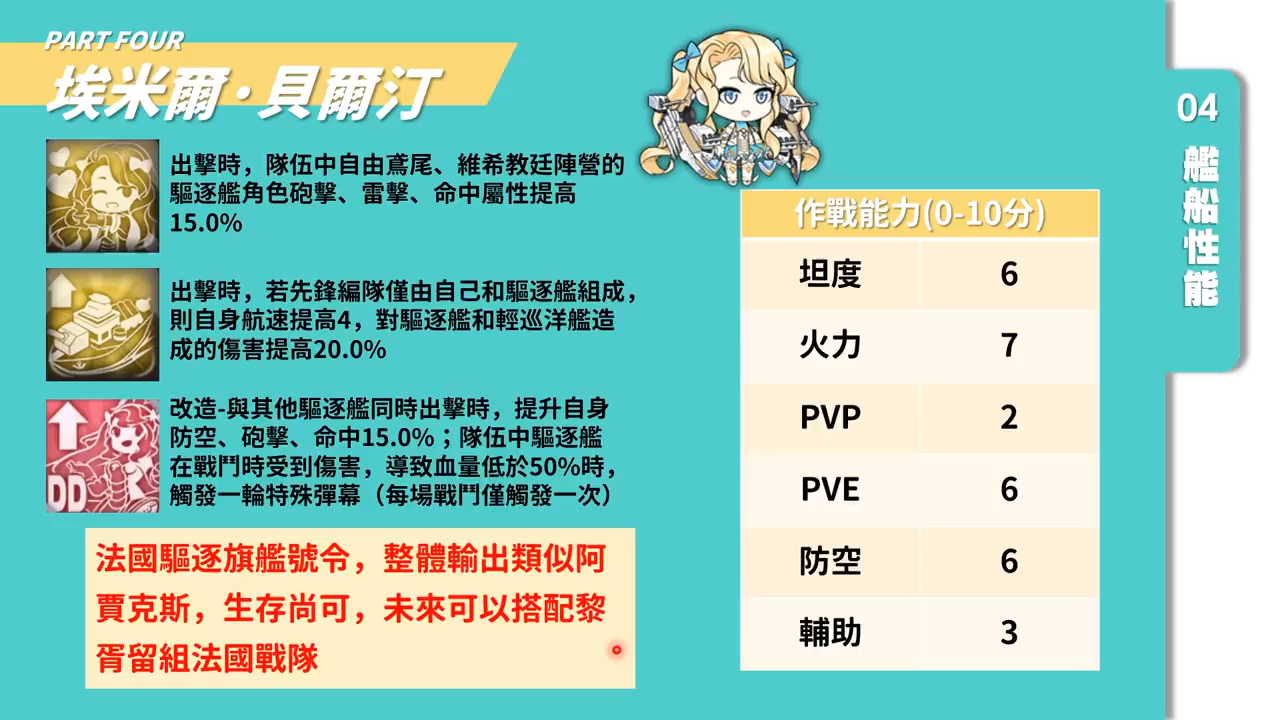 PART FOUR
埃米爾·貝爾汀
出擊時，隊伍中自由鳶尾、維希教廷陣營的
驅逐艦角色砲擊、雷擊、命中屬性提高
15.0%
出擊時，若先鋒編隊僅由自己和驅逐艦組成，
則自身航速提高4，對驅逐艦和輕巡洋艦造
成的傷害提高20.0%
DD
改造-與其他驅逐艦同時出擊時，提升自身
防空、砲擊、命中15.0%；隊伍中驅逐艦
在戰鬥時受到傷害，導致血量低於50%時，
觸發一輪特殊彈幕（每場戰鬥僅觸發一次）
法國驅逐旗艦號令，整體輸出類似阿
賈克斯，生存尚可，未來可以搭配黎
胥留組法國戰隊
作戰能力(0-10分)
坦度 6
火力 7
PVP 2
PVE 6
防空 6
輔助 3
04
艦船性能